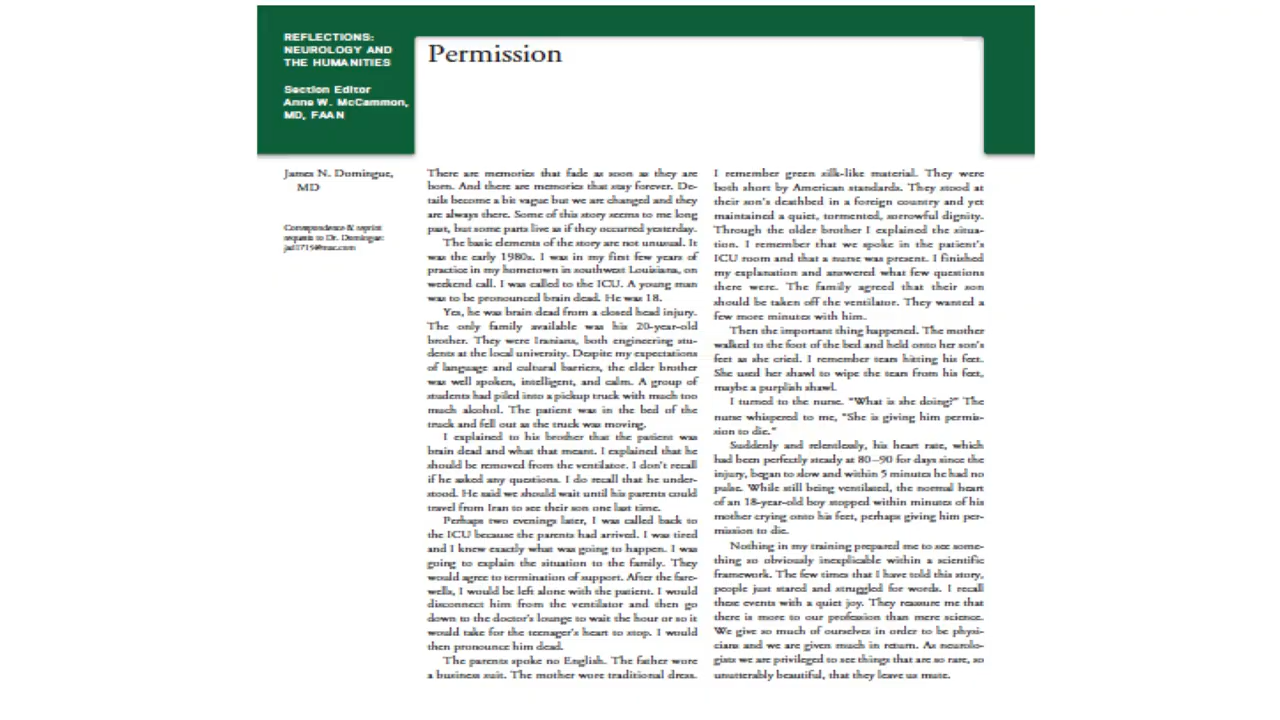 REFLECTIONS:
NEUROLOGY AND
THE HUMANITIES
Section Editor
Anne W. McCammon,
MD, FAAN
Permission
James N. Domingue,
MD
Correspondence & reprint
requests to Dr. Domingue:
There are memories that fade as soon as they are
born. And there are memories that stay forever. De-
tails become a bit vague but we are changed and they
are always there. Some of this story seems to me long
past, but some parts live as if they occurred yesterday.
The basic elements of the story are not unusual. It
was the early 1980s. I was in my first few years of
practice in my hometown in southwest Louisiana, on
weekend call. I was called to the ICU. A young man
was to be pronounced brain dead. He was 18.
Yes, he was brain dead from a closed head injury.
The only family available was his 20-year-old
brother. They were Iranians, both engineering stu-
dents at the local university. Despite my expectations
of language and cultural barriers, the elder brother
was well spoken, intelligent, and calm. A group of
students had piled into a pickup truck with much too
much alcohol. The patient was in the bed of the
truck and fell out as the truck was moving.
I explained to his brother that the patient was
brain dead and what that meant. I explained that he
should be removed from the ventilator. I don't recall
if he asked any questions. I do recall that he under-
stood. He said we should wait until his parents could
travel from Iran to see their son one last time.
Perhaps two evenings later, I was called back to
the ICU because the parents had arrived. I was tired
and I knew exactly what was going to happen. I was
going to explain the situation to the family. They
would agree to termination of support. After the fare-
wells, I would be left alone with the patient. I would
disconnect him from the ventilator and then go
down to the doctor's lounge to wait the hour or so it
would take for the teenager's heart to stop. I would
then pronounce him dead.
The parents spoke no English. The father wore
a business suit. The mother wore traditional dress.
I remember green silk-like material. They were
both short by American standards. They stood at
their son's deathbed in a foreign country and yet
maintained a quiet, tormented, sorrowful dignity.
Through the older brother I explained the situa-
tion. I remember that we spoke in the patient's
ICU room and that a nurse was present. I finished
my explanation and answered what few questions
there were. The family agreed that their son
should be taken off the ventilator. They wanted a
few more minutes with him.
Then the important thing happened. The mother
walked to the foot of the bed and held onto her son's
feet as she cried. I remember tears hitting his feet.
She used her shawl to wipe the tears from his feet,
maybe a purplish shawl.
I turned to the nurse. "What is she doing?" The
nurse whispered to me, "She is giving him permis-
sion to die."
Suddenly and relentlessly, his heart rate, which
had been perfectly steady at 80–90 for days since the
injury, began to slow and within 5 minutes he had no
pulse. While still being ventilated, the normal heart
of an 18-year-old boy stopped within minutes of his
mother crying onto his feet, perhaps giving him per-
mission to die.
Nothing in my training prepared me to see some-
thing so obviously inexplicable within a scientific
framework. The few times that I have told this story,
people just stared and struggled for words. I recall
these events with a quiet joy. They reassure me that
there is more to our profession than mere science.
We give so much of ourselves in order to be physi-
cians and we are given much in return. As neurolo-
gists we are privileged to see things that are so rare, so
unutterably beautiful, that they leave us mute.